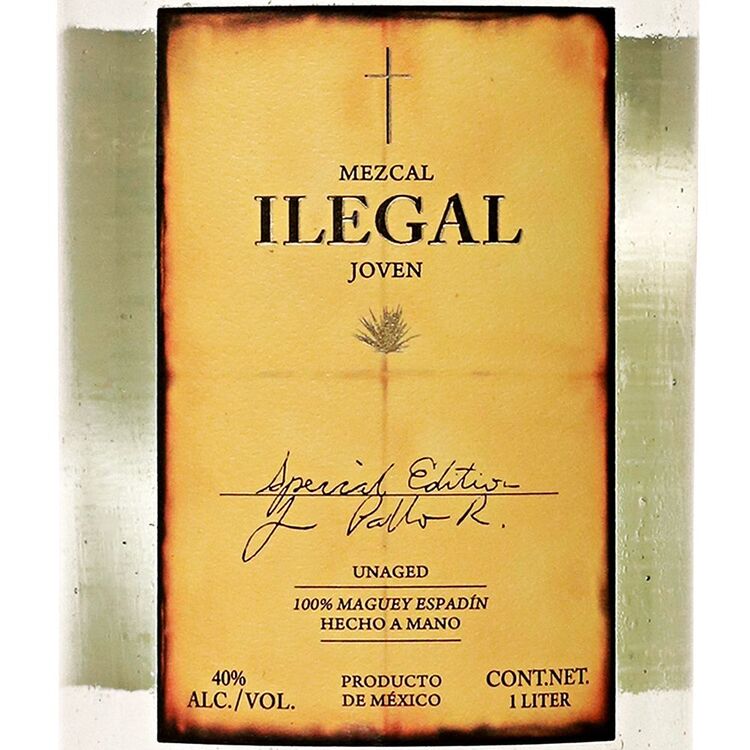 MEZCAL
ILEGAL
JOVEN
Special Edition
J Pablo R.
UNAGED
100% MAGUEY ESPADÍN
HECHO A MANO
40%
ALC./VOL.
PRODUCTO
DE MÉXICO
CONT.NET.
1 LITER